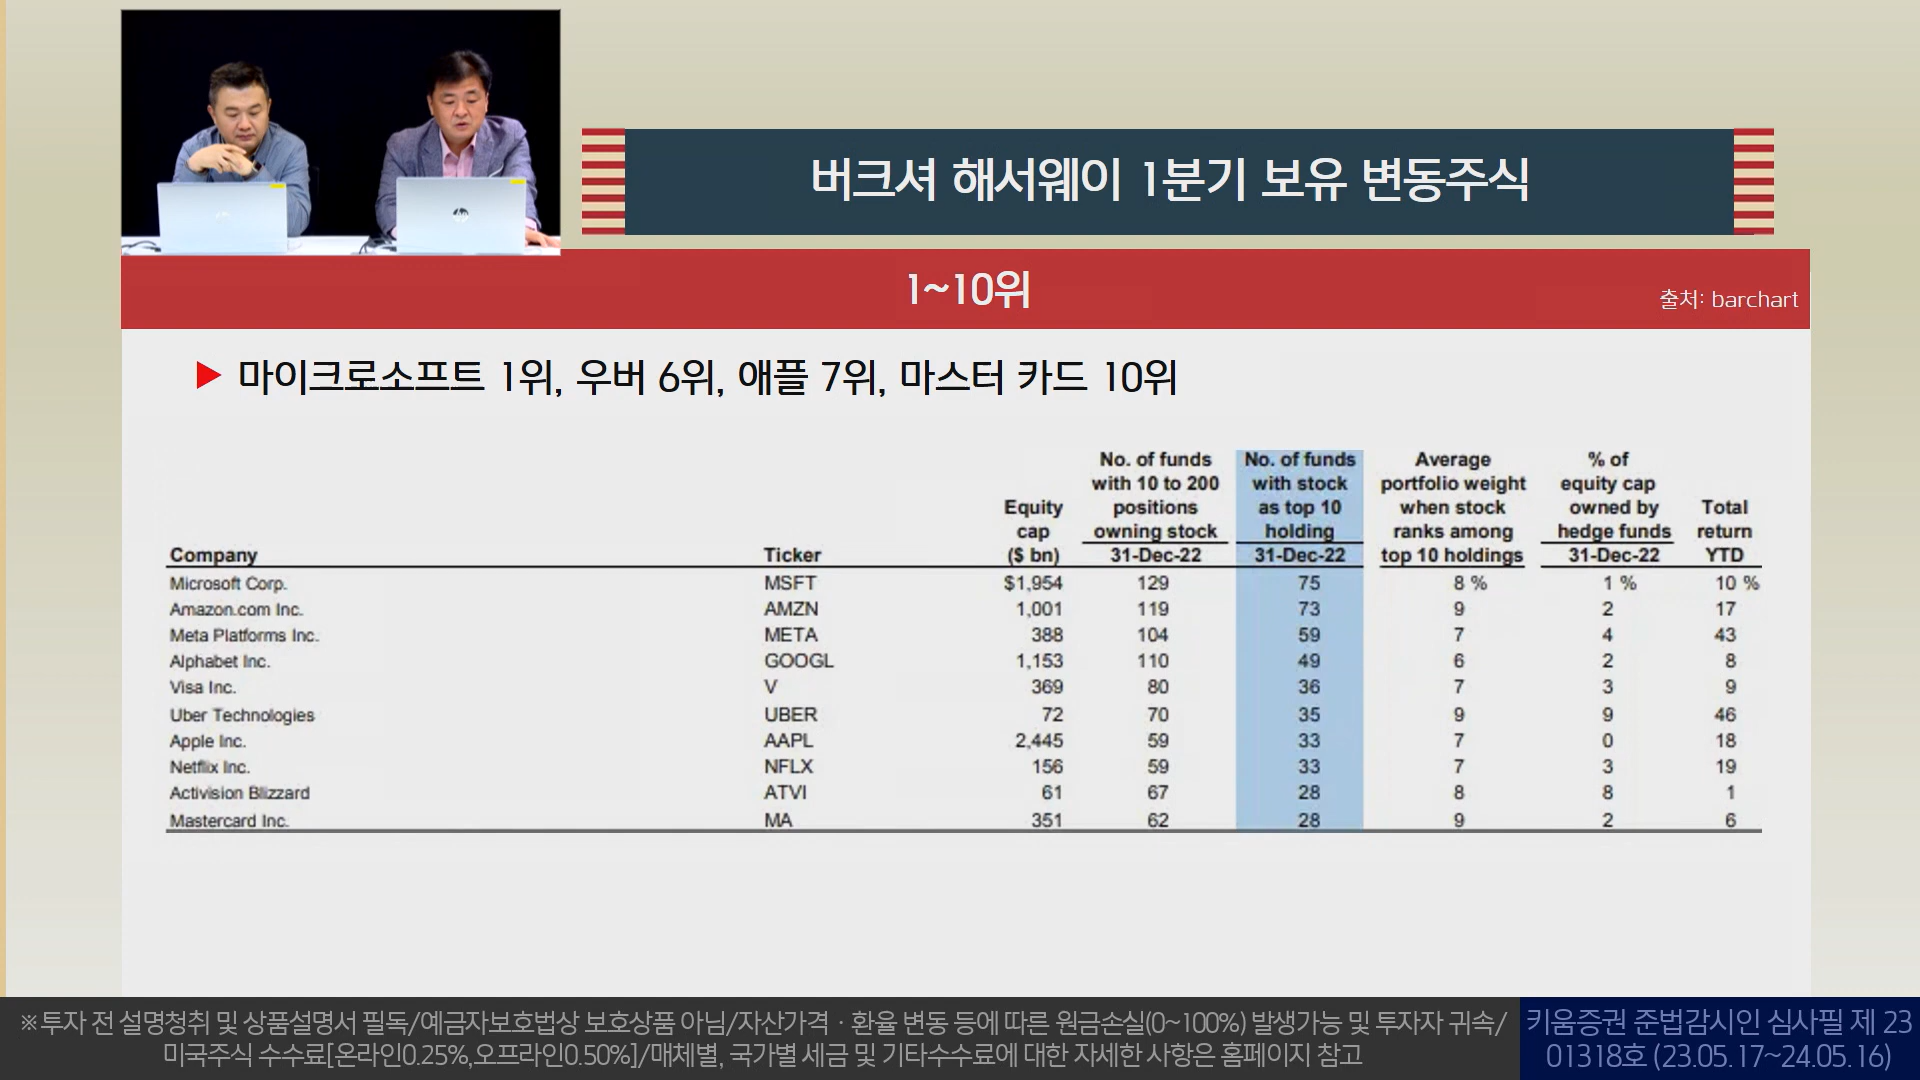 버크셔 해서웨이 1분기 보유 변동주식
1~10위
출처: barchart
▶ 마이크로소프트 1위, 우버 6위, 애플 7위, 마스터 카드 10위
Company Ticker Equity cap ($ bn) No. of funds with 10 to 200 positions owning stock 31-Dec-22 No. of funds with stock as top 10 holding 31-Dec-22 Average portfolio weight when stock ranks among top 10 holdings % of equity cap owned by hedge funds 31-Dec-22 Total return YTD
Microsoft Corp. MSFT $1,954 129 75 8 % 1 % 10 %
Amazon.com Inc. AMZN 1,001 119 73 9 2 17
Meta Platforms Inc. META 388 104 59 7 4 43
Alphabet Inc. GOOGL 1,153 110 49 6 2 8
Visa Inc. V 369 80 36 7 3 9
Uber Technologies UBER 72 70 35 9 9 46
Apple Inc. AAPL 2,445 59 33 7 0 18
Netflix Inc. NFLX 156 59 33 7 3 19
Activision Blizzard ATVI 61 67 28 8 8 1
Mastercard Inc. MA 351 62 28 9 2 6
※투자 전 설명청취 및 상품설명서 필독/예금자보호법상 보호상품 아님/자산가격 · 환율 변동 등에 따른 원금손실(0~100%) 발생가능 및 투자자 귀속/
미국주식 수수료[온라인0.25%,오프라인0.50%]/매체별, 국가별 세금 및 기타수수료에 대한 자세한 사항은 홈페이지 참고
키움증권 준법감시인 심사필 제 23
01318호 (23.05.17~24.05.16)